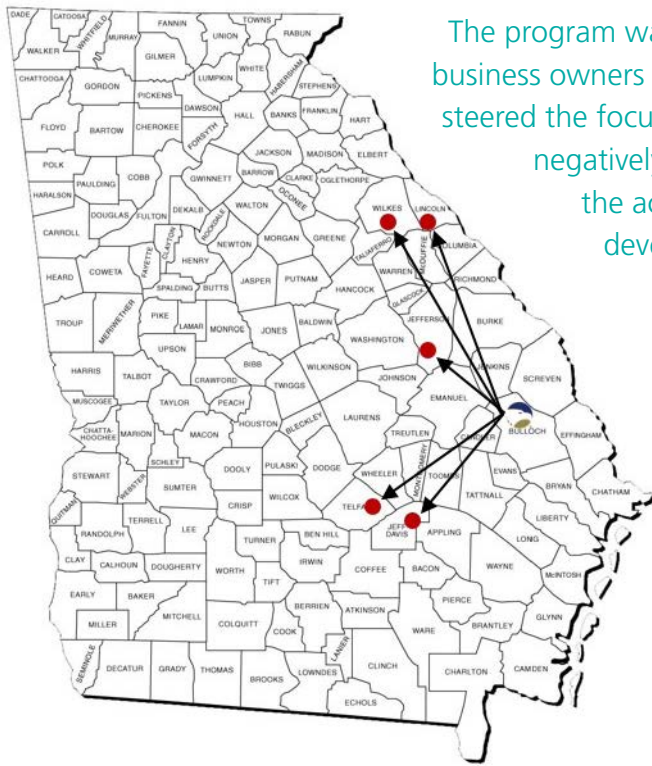 The program wa
business owners
steered the focu
negatively
the ac
deve
DADE
CATOOSA
WHITFIELD
MURRAY
FANNIN
TOWNS
UNION
RABUN
WALKER
GILMER
LUMPKIN
WHITE
HABERSHAM
STEPHENS
CHATTOOGA
GORDON
PICKENS
DAWSON
HALL
BANKS
FRANKLIN
HART
FLOYD
BARTOW
CHEROKEE
FORSYTH
JACKSON
MADISON
ELBERT
POLK
PAULDING
COBB
GWINNETT
BARROW
CLARKE
OGLETHORPE
OCONEE
WILKES
LINCOLN
HARALSON
DOUGLAS
FULTON
DEKALB
ROCKDALE
WALTON
MORGAN
GREENE
TALIAFERRO
McDUFFIE
COLUMBIA
CARROLL
CLAYTON
FAYETTE
HENRY
NEWTON
WARREN
RICHMOND
HEARD
COWETA
SPALDING
BUTTS
JASPER
PUTNAM
HANCOCK
GLASCOCK
JEFFERSON
BURKE
TROUP
MERIWETHER
PIKE
LAMAR
MONROE
JONES
BALDWIN
WASHINGTON
UPSON
BIBB
WILKINSON
JOHNSON
JENKINS
SCREVEN
HARRIS
TALBOT
CRAWFORD
TWIGGS
EMANUEL
MUSCOGEE
TAYLOR
PEACH
HOUSTON
BLECKLEY
LAURENS
TREUTLEN
CANDLER
BULLOCH
EFFINGHAM
CHATTA-
HOOCHEE
MARION
MACON
SCHLEY
DOOLY
PULASKI
DODGE
WHEELER
MONTGOMERY
TOOMBS
EVANS
BRYAN
CHATHAM
STEWART
WEBSTER
SUMTER
CRISP
WILCOX
TELFA
TATTNALL
LIBERTY
QUITMAN
TERRELL
LEE
TURNER
BEN HILL
JEFF
DAVIS
APPLING
LONG
RANDOLPH
IRWIN
COFFEE
BACON
WAYNE
McINTOSH
CLAY
CALHOUN
DOUGHERTY
WORTH
TIFT
PIERCE
EARLY
BAKER
MITCHELL
COLQUITT
BERRIEN
ATKINSON
BRANTLEY
GLYNN
MILLER
COOK
LANIER
WARE
SEMINOLE
DECATUR
GRADY
THOMAS
BROOKS
LOWNDES
CLINCH
CHARLTON
CAMDEN
ECHOLS